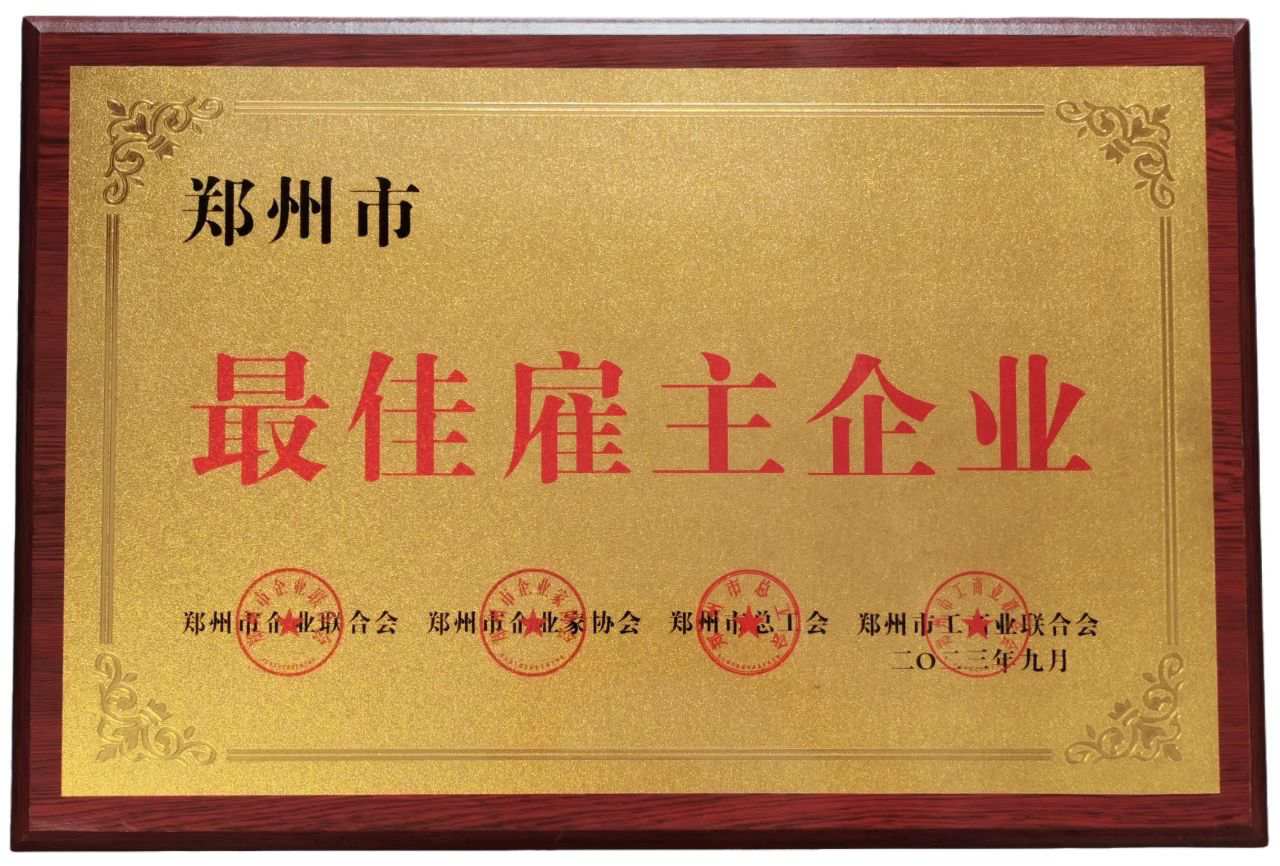 郑州市
最佳雇主企业
郑州市企业联合会 郑州市企业家协会 郑州市总工会 郑州市工商业联合会
二〇二三年九月